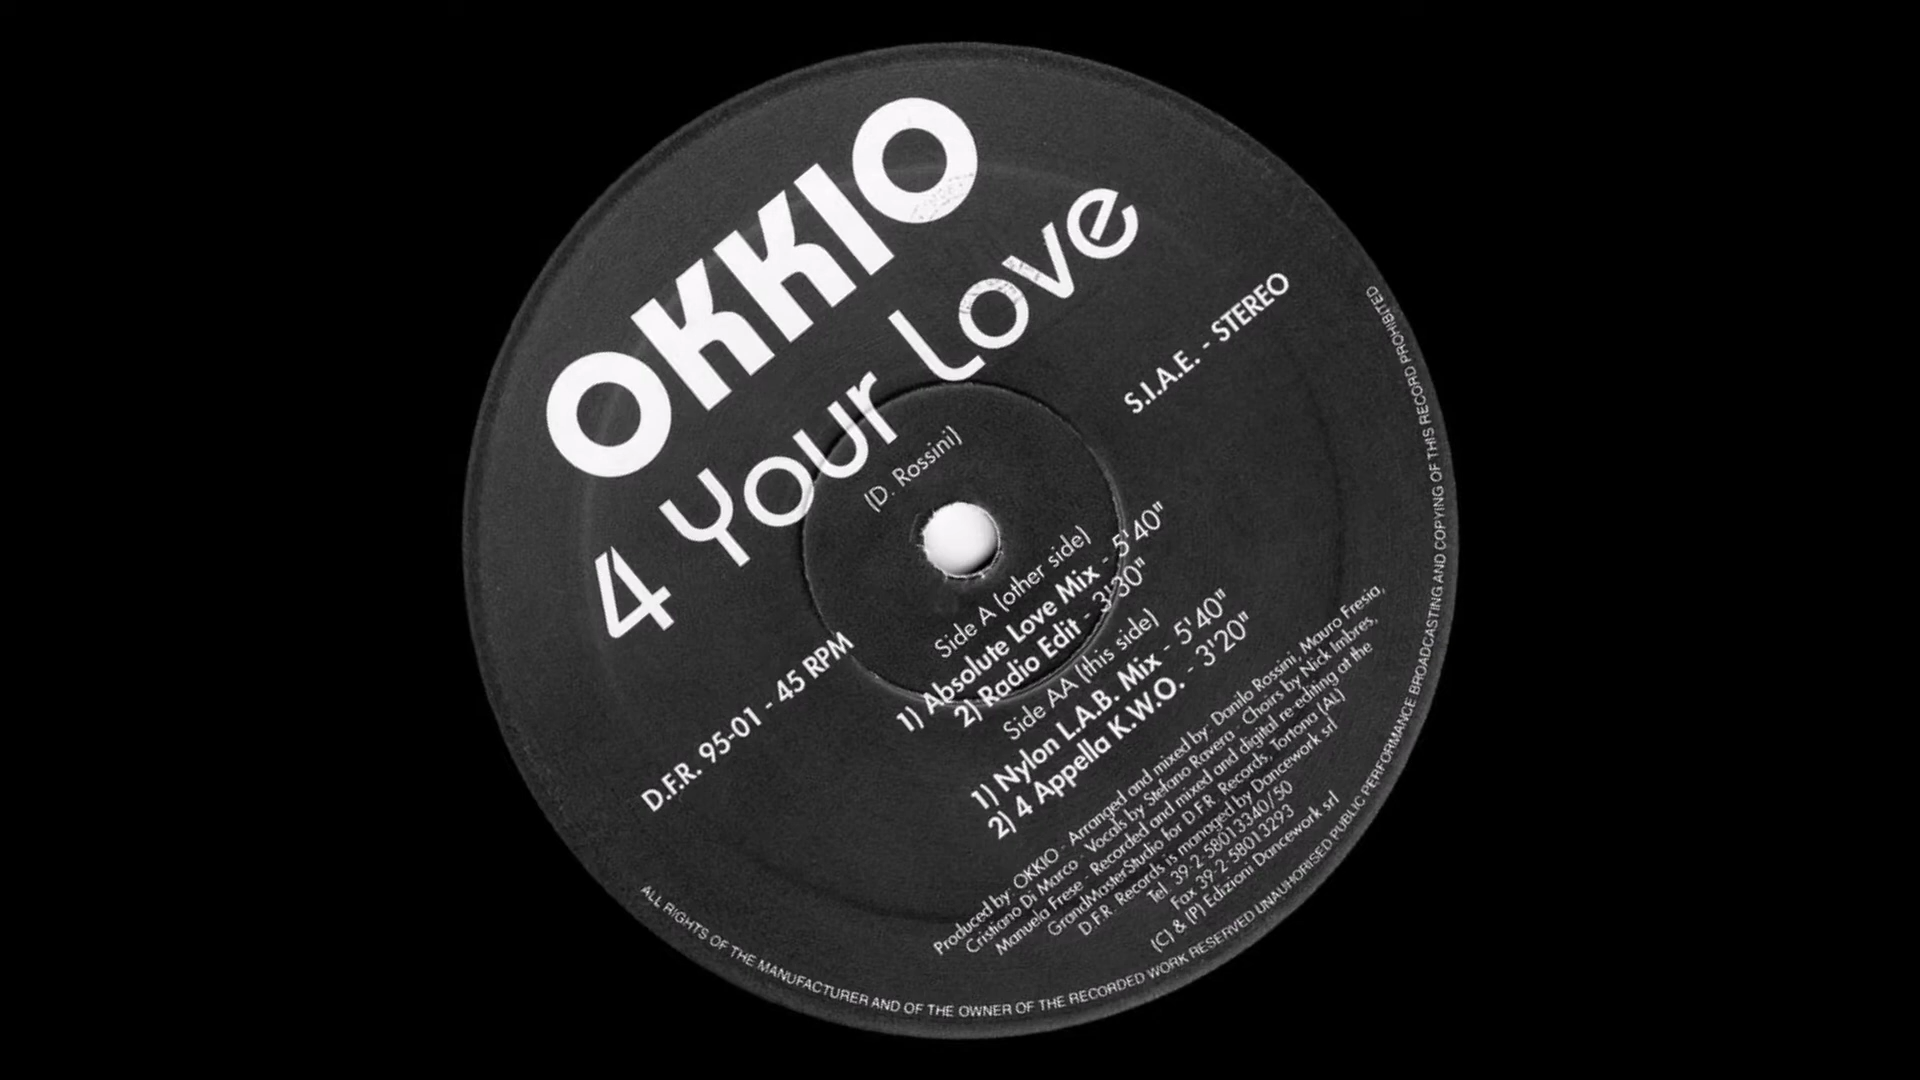 OKKIO
4 Your Love
(D. Rossini)
S.I.A.E. - STEREO
D.F.R. 95-01 - 45 RPM
Side A (other side)
1) Absolute Love Mix - 5'40"
2) Radio Edit - 3'30"
Side AA (this side)
1) Nylon L.A.B. Mix - 5'40"
2) 4 Appella K.W.O. - 3'20"
Produced by: OKKIO - Arranged and mixed by: Danilo Rossini, Mauro Fresia,
Cristiano Di Marco - Vocals by Stefano Ravera - Choirs by Nick Imbres,
Manuela Frese - Recorded and mixed and digital re-editing at the
GrandMasterStudio for D.F.R. Records, Tortona (AL)
D.F.R. Records is managed by Dancework srl
Tel. 39-2-58013340/50
Fax 39-2-58013293
(C) & (P) Edizioni Dancework srl
ALL RIGHTS OF THE MANUFACTURER AND OF THE OWNER OF THE RECORDED WORK RESERVED UNAUHORISED PUBLIC PERFORMANCE BROADCASTING AND COPYING OF THIS RECORD PROHIBITED